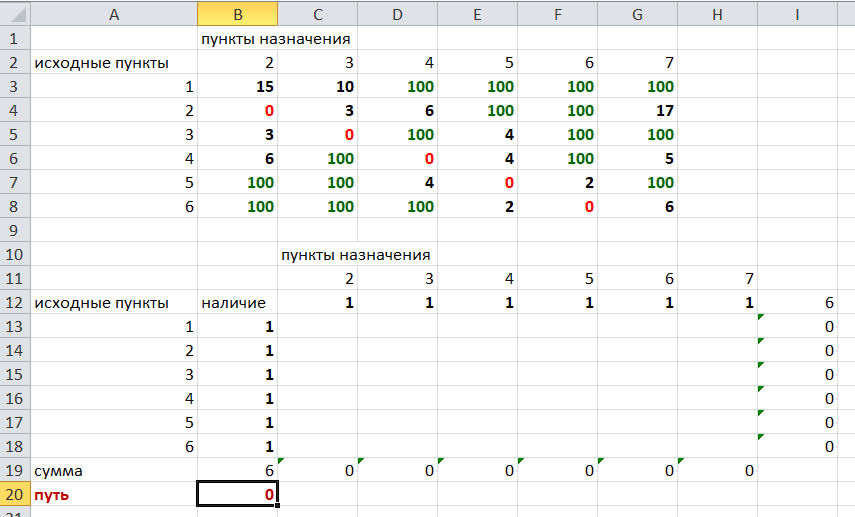 A B C D E F G H I
1 пункты назначения
2 исходные пункты 2 3 4 5 6 7
3 1 15 10 100 100 100 100
4 2 0 3 6 100 100 17
5 3 3 0 100 4 100 100
6 4 6 100 0 4 100 5
7 5 100 100 4 0 2 100
8 6 100 100 100 2 0 6
9
10 пункты назначения
11 2 3 4 5 6 7
12 исходные пункты наличие 1 1 1 1 1 1 6
13 1 1 0
14 2 1 0
15 3 1 0
16 4 1 0
17 5 1 0
18 6 1 0
19 сумма 6 0 0 0 0 0 0
20 путь 0